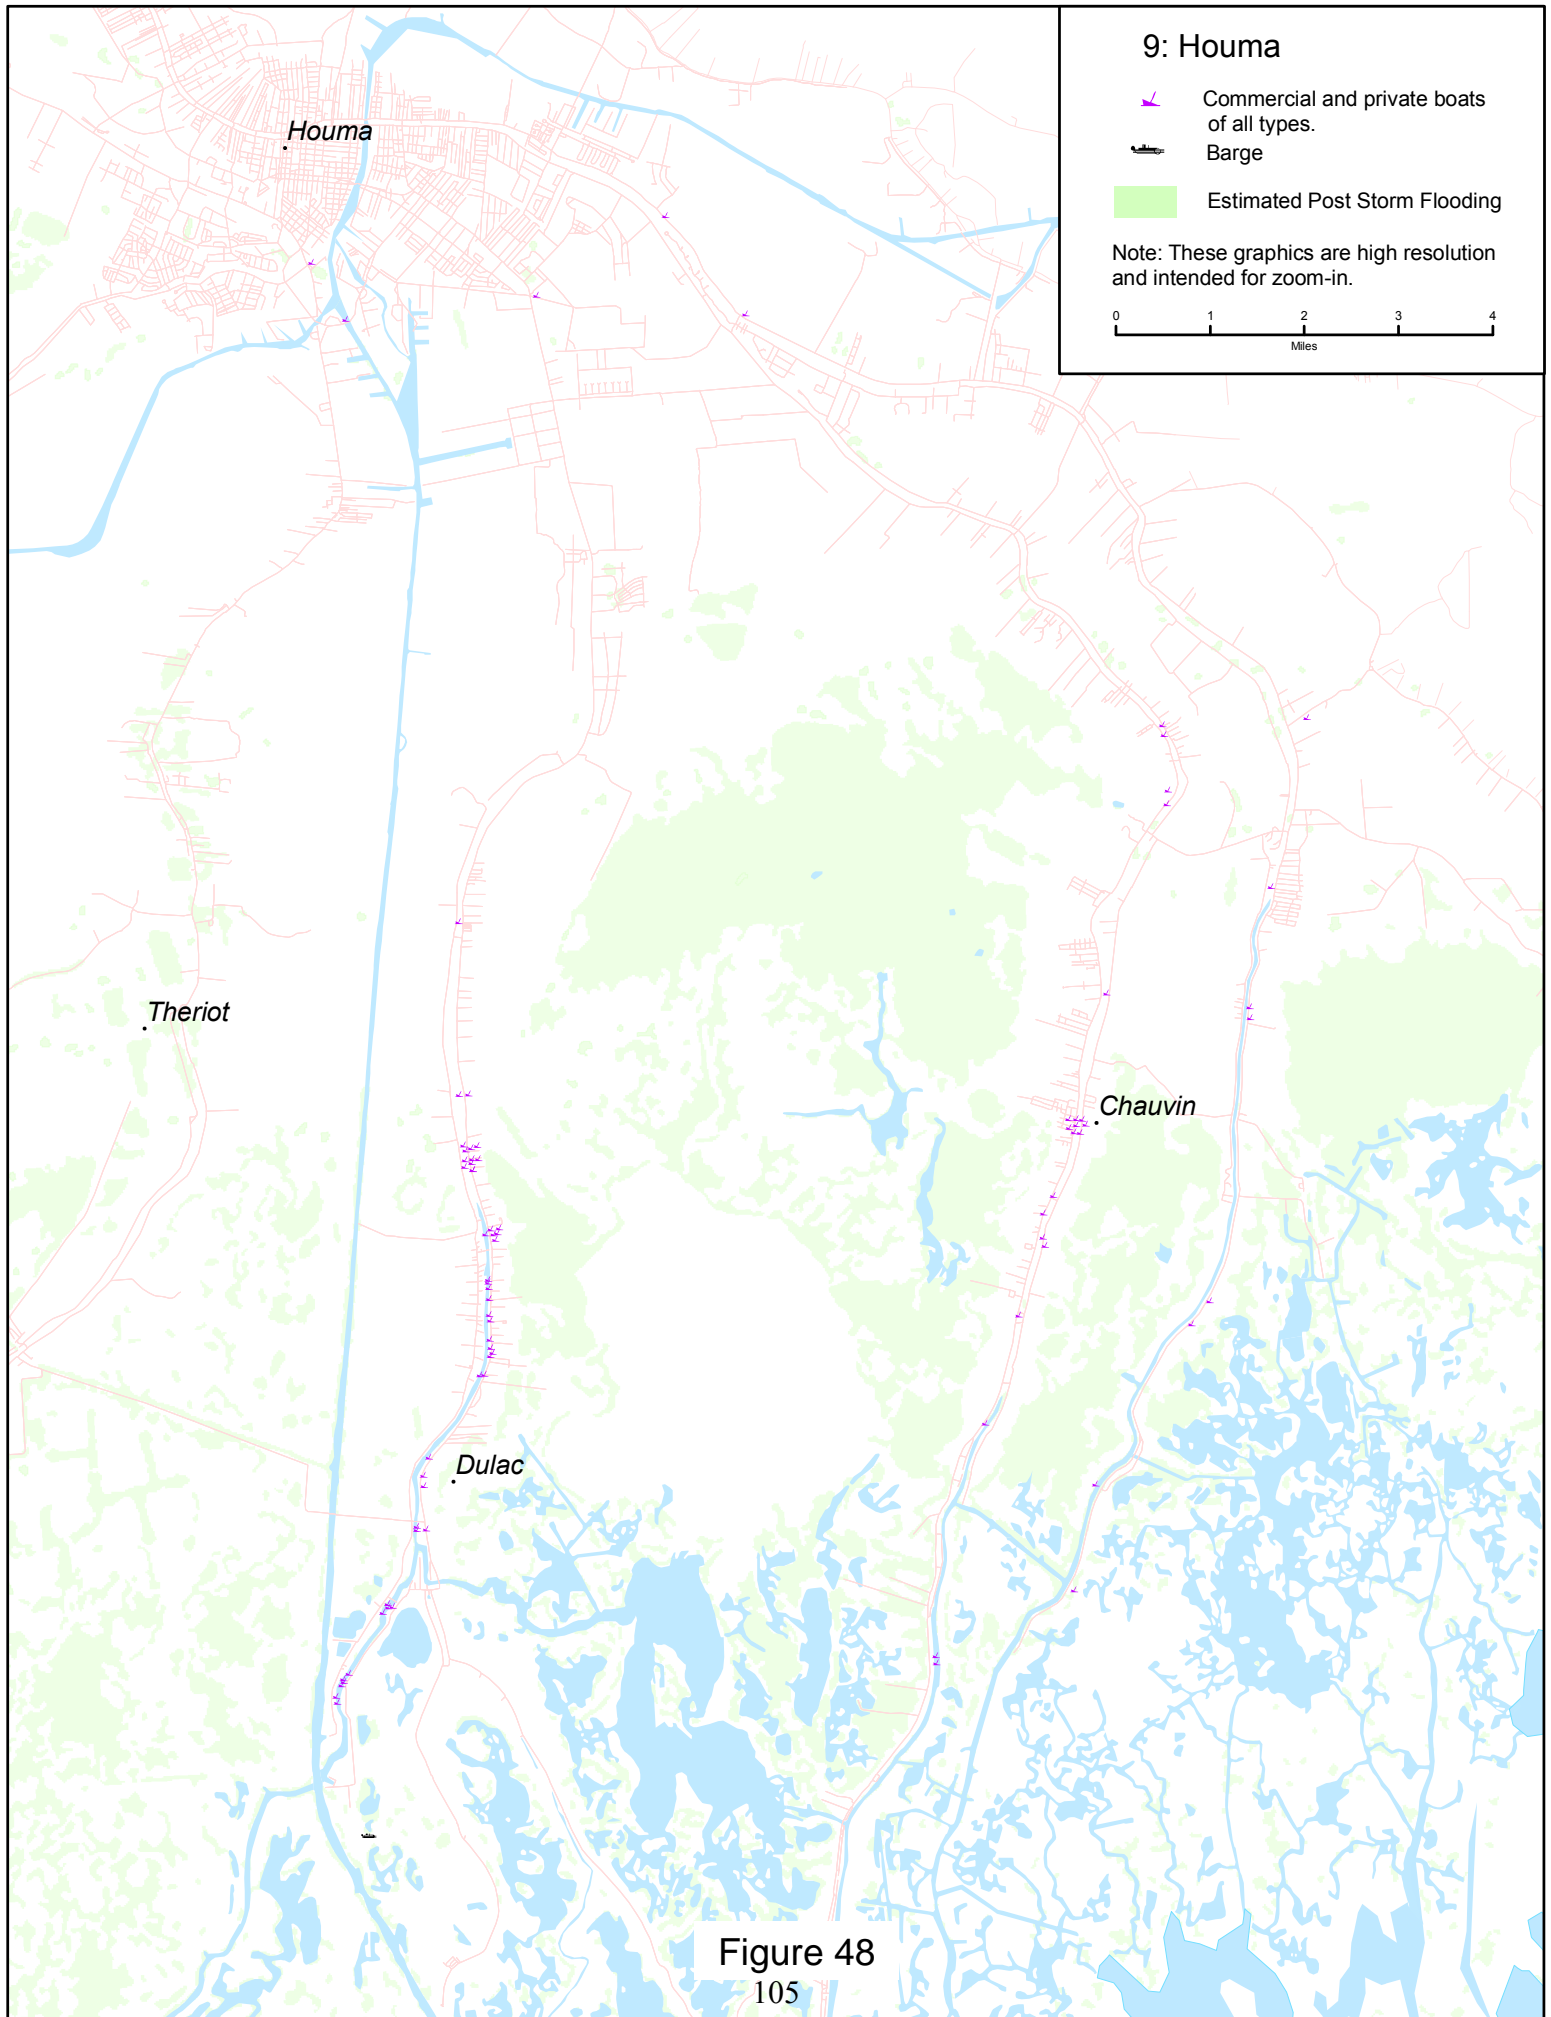 9: Houma
Commercial and private boats
of all types.
Barge
Estimated Post Storm Flooding
Note: These graphics are high resolution
and intended for zoom-in.
0 1 2 3 4
Miles
Houma
Theriot
Chauvin
Dulac
Figure 48
105